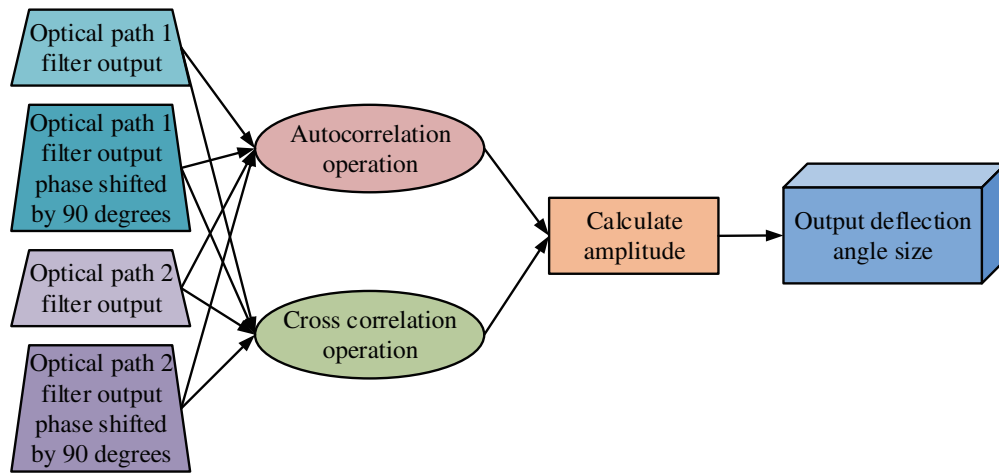 Optical path 1
filter output
Optical path 1
filter output
phase shifted
by 90 degrees
Optical path 2
filter output
Optical path 2
filter output
phase shifted
by 90 degrees
Autocorrelation
operation
Cross correlation
operation
Calculate
amplitude
Output deflection
angle size